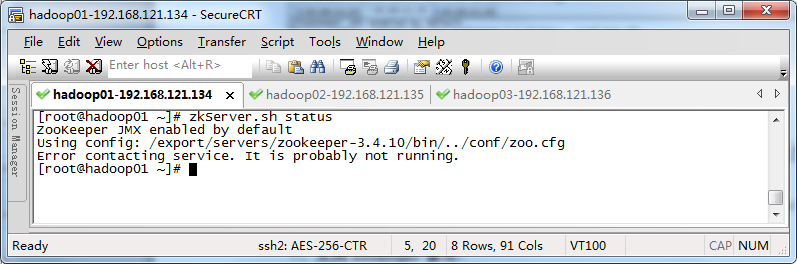 hadoop01-192.168.121.134 - SecureCRT
File Edit View Options Transfer Script Tools Window Help
Enter host <Alt+R>
Session Manager
hadoop01-192.168.121.134 x hadoop02-192.168.121.135 hadoop03-192.168.121.136
[root@hadoop01 ~]# zkServer.sh status
ZooKeeper JMX enabled by default
Using config: /export/servers/zookeeper-3.4.10/bin/../conf/zoo.cfg
Error contacting service. It is probably not running.
[root@hadoop01 ~]#
Ready ssh2: AES-256-CTR 5, 20 8 Rows, 91 Cols VT100 CAP NUM